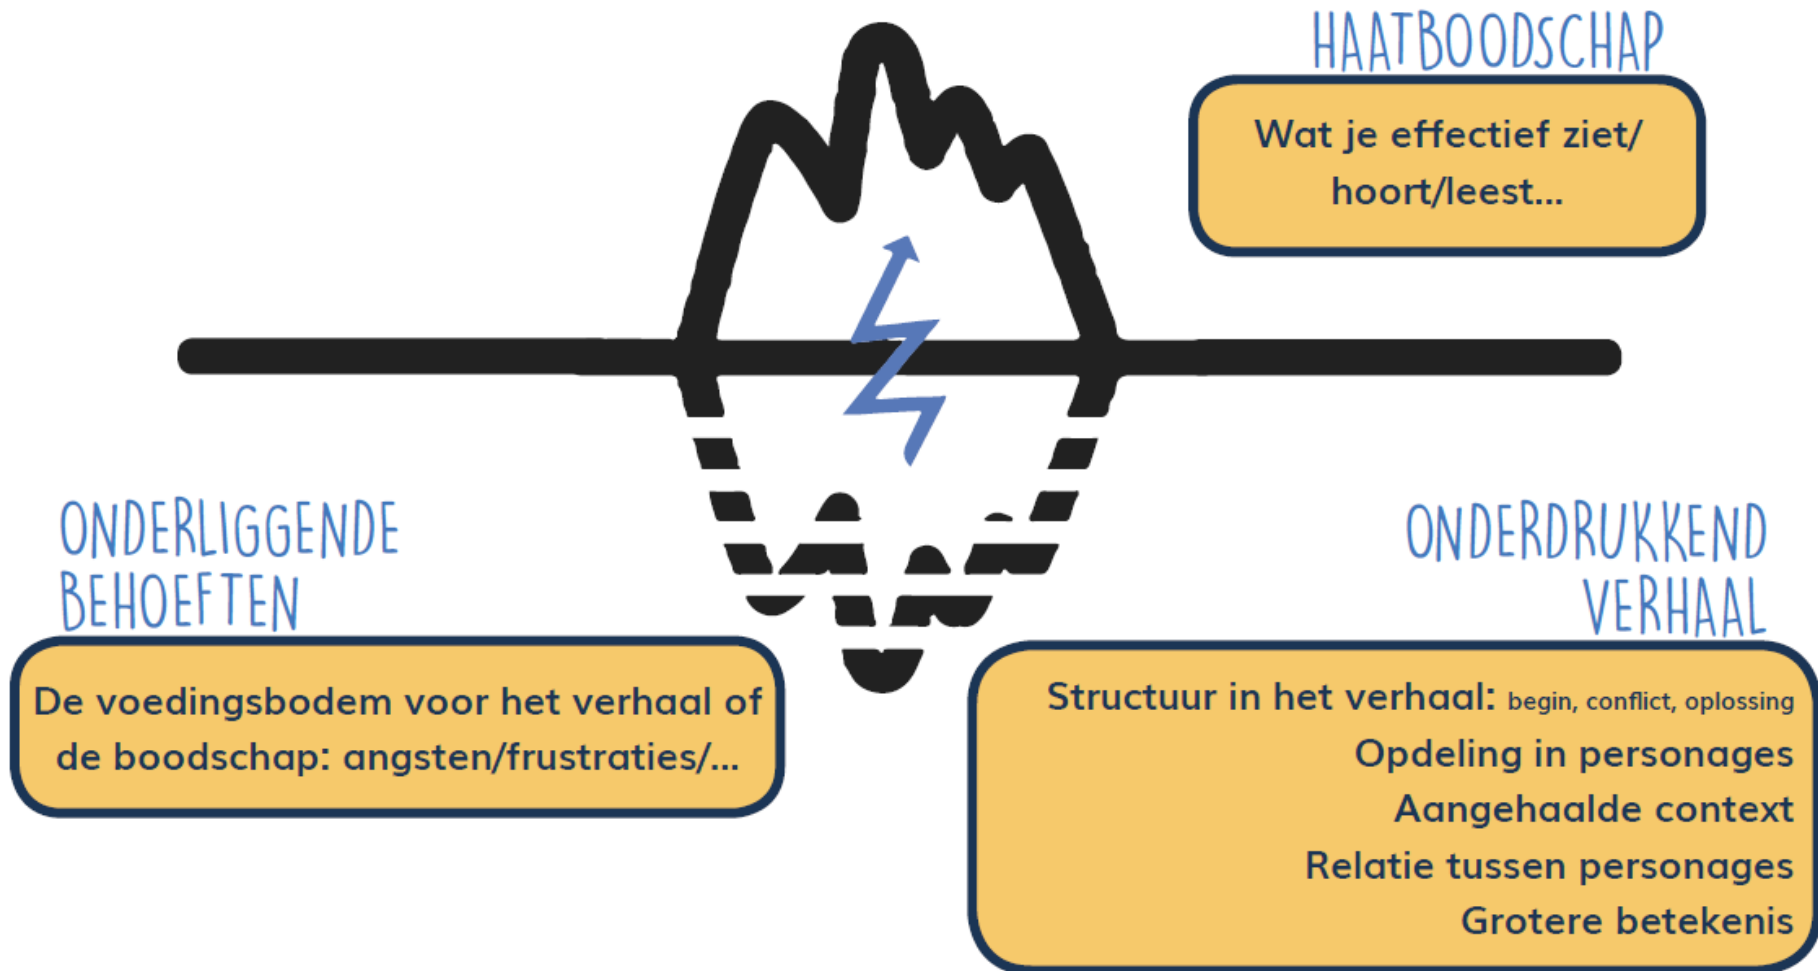 HAATBOODSCHAP
Wat je effectief ziet/
hoort/leest...
ONDERLIGGENDE
BEHOEFTEN
De voedingsbodem voor het verhaal of
de boodschap: angsten/frustraties/...
ONDERDRUKKEND
VERHAAL
Structuur in het verhaal: begin, conflict, oplossing
Opdeling in personages
Aangehaalde context
Relatie tussen personages
Grotere betekenis